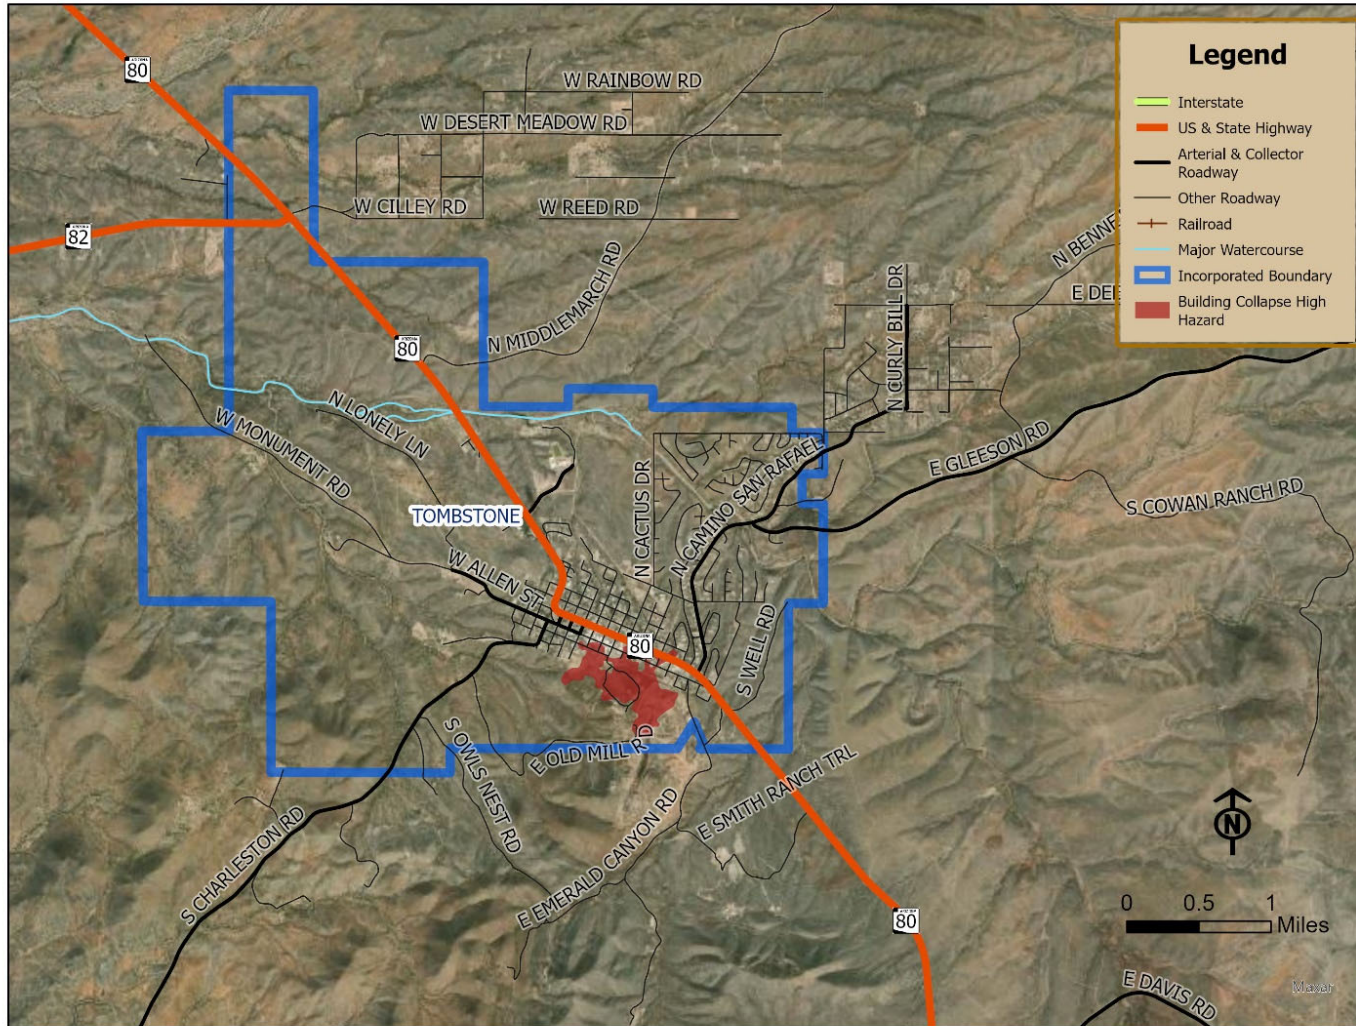 Legend
Interstate
US & State Highway
Arterial & Collector
Roadway
Other Roadway
Railroad
Major Watercourse
Incorporated Boundary
Building Collapse High
Hazard
80
W RAINBOW RD
W DESERT MEADOW RD
W CILLEY RD
W REED RD
82
N BENNE
E DE
N MIDDLEMARCH RD
80
N CURLY BILL DR
N LONELY LN
W MONUMENT RD
E GLEESON RD
N CAMINO SAN RAFAEL
N CACTUS DR
S COWAN RANCH RD
TOMBSTONE
W ALLEN ST
80
S WELL RD
E OLD MILL RD
S OWLS NEST RD
E SMITH RANCH TRL
S CHARLESTON RD
E EMERALD CANYON RD
80
N
0 0.5 1
Miles
E DAVIS RD
Maxar